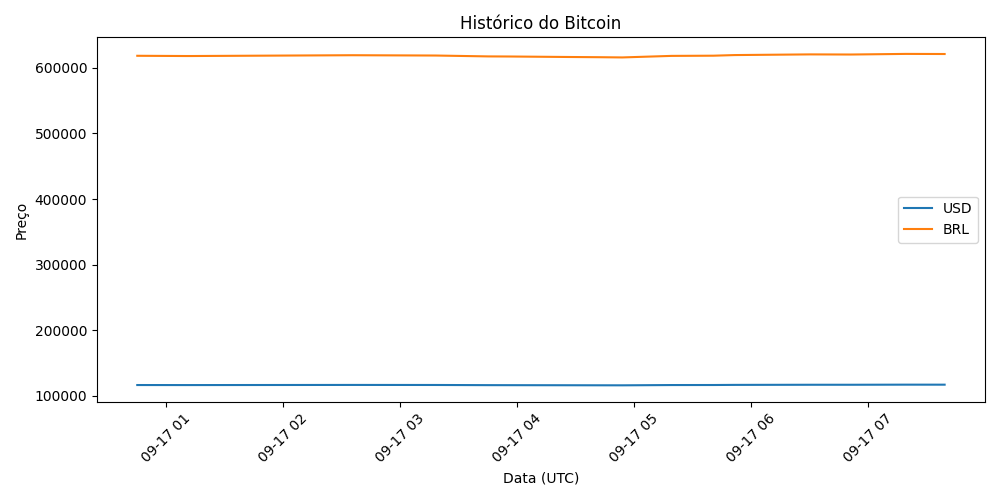 Histórico do Bitcoin
Preço
600000
500000
400000
300000
200000
100000
USD
BRL
09-17 01
09-17 02
09-17 03
09-17 04
09-17 05
09-17 06
09-17 07
Data (UTC)